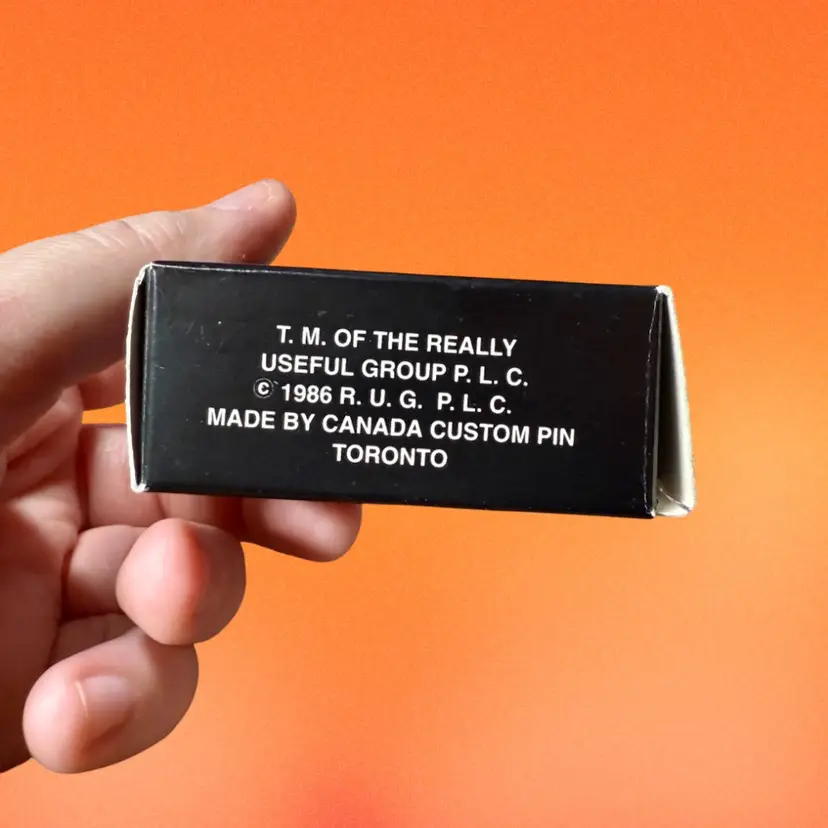 T. M. OF THE REALLY
USEFUL GROUP P. L. C.
© 1986 R. U. G. P. L. C.
MADE BY CANADA CUSTOM PIN
TORONTO